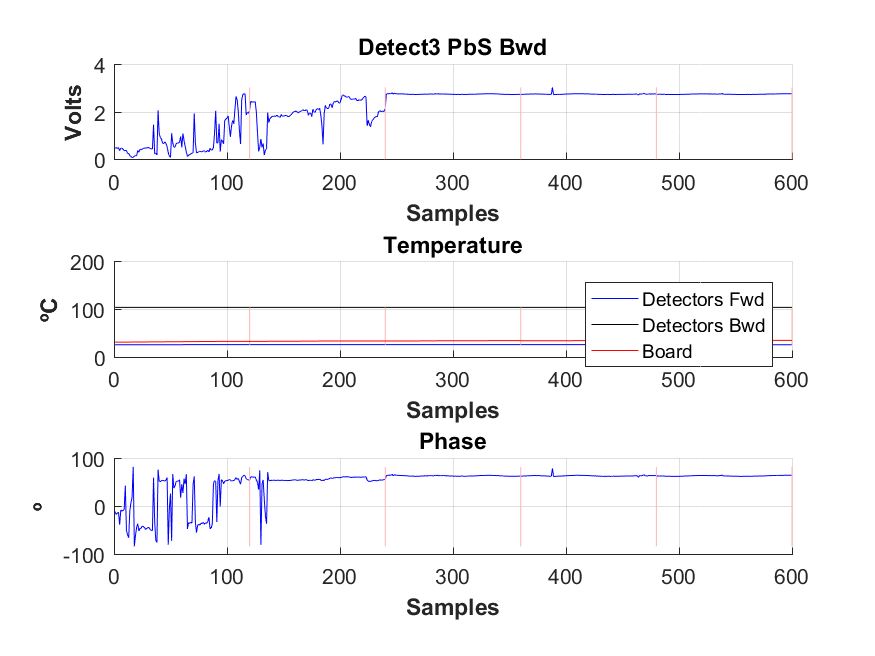 Detect3 PbS Bwd
Volts
4
2
0
0 100 200 300 400 500 600
Samples
Temperature
ºC
200
100
0
Detectors Fwd
Detectors Bwd
Board
0 100 200 300 400 500 600
Samples
Phase
º
100
0
-100
0 100 200 300 400 500 600
Samples